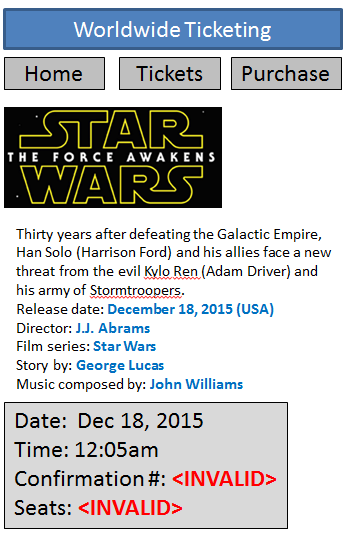 Worldwide Ticketing
Home
Tickets
Purchase
STAR
THE FORCE AWAKENS
WARS
Thirty years after defeating the Galactic Empire,
Han Solo (Harrison Ford) and his allies face a new
threat from the evil Kylo Ren (Adam Driver) and
his army of Stormtroopers.
Release date: December 18, 2015 (USA)
Director: J.J. Abrams
Film series: Star Wars
Story by: George Lucas
Music composed by: John Williams
Date: Dec 18, 2015
Time: 12:05am
Confirmation #: <INVALID>
Seats: <INVALID>